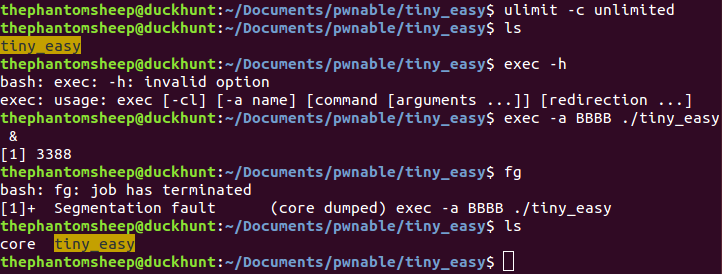 thephantomsheep@duckhunt:~/Documents/pwnable/tiny_easy$ ulimit -c unlimited
thephantomsheep@duckhunt:~/Documents/pwnable/tiny_easy$ ls
tiny_easy
thephantomsheep@duckhunt:~/Documents/pwnable/tiny_easy$ exec -h
bash: exec: -h: invalid option
exec: usage: exec [-cl] [-a name] [command [arguments ...]] [redirection ...]
thephantomsheep@duckhunt:~/Documents/pwnable/tiny_easy$ exec -a BBBB ./tiny_easy
 &
[1] 3388
thephantomsheep@duckhunt:~/Documents/pwnable/tiny_easy$ fg
bash: fg: job has terminated
[1]+  Segmentation fault      (core dumped) exec -a BBBB ./tiny_easy
thephantomsheep@duckhunt:~/Documents/pwnable/tiny_easy$ ls
core  tiny_easy
thephantomsheep@duckhunt:~/Documents/pwnable/tiny_easy$